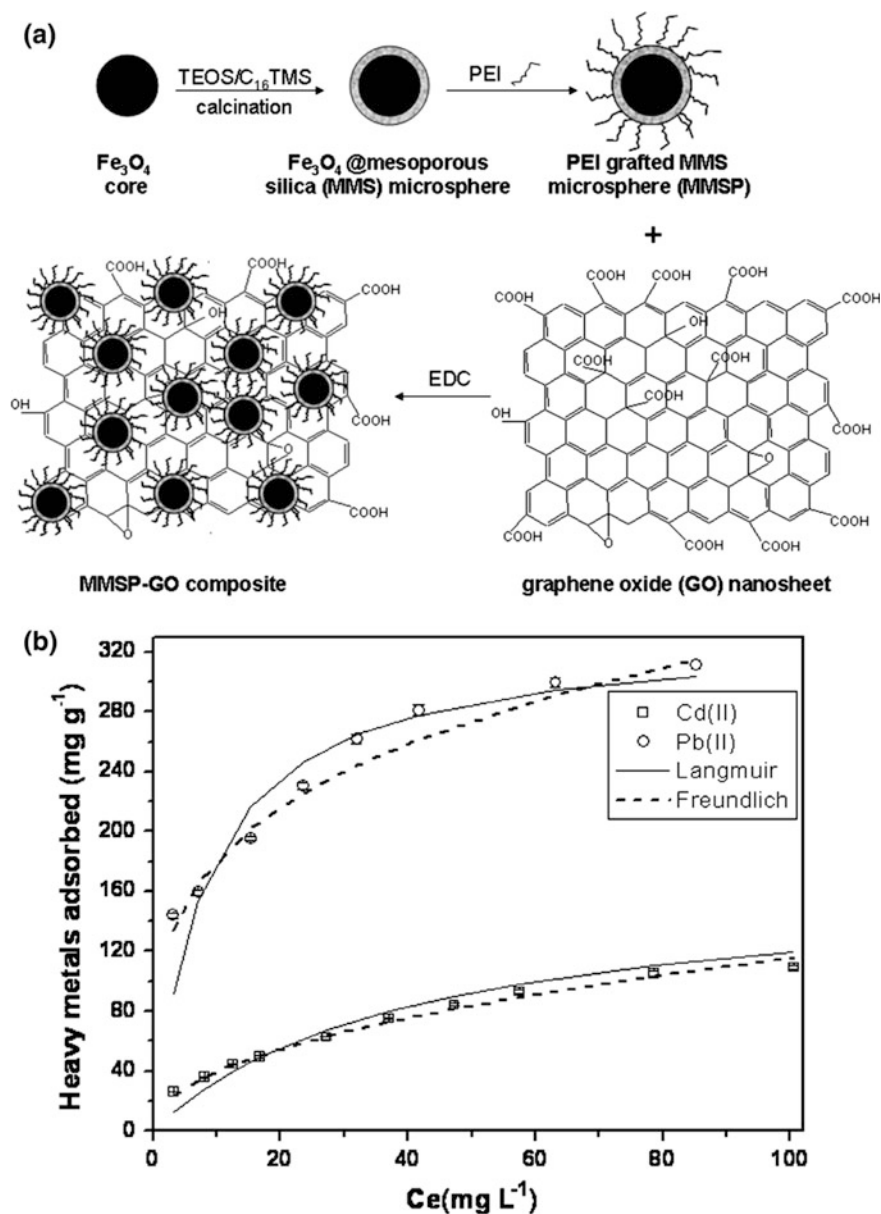 (a)
TEOS/C₁₆TMS
calcination
PEI
Fe₃O₄
core
Fe₃O₄ @mesoporous
silica (MMS) microsphere
PEI grafted MMS
microsphere (MMSP)
+
COOH
COOH
COOH
OH
OH
COOH
O
COOH
O
MMSP-GO composite
EDC
COOH
COOH
COOH
COOH
COOH
OH
COOH
COOH
COOH
COOH
OH
COOH
O
COOH
O
COOH
COOH
COOH
COOH
graphene oxide (GO) nanosheet
(b)
Heavy metals adsorbed (mg g⁻¹)
320
280
240
200
160
120
80
40
0
Cd(II)
Pb(II)
Langmuir
Freundlich
0 20 40 60 80 100
Ce(mg L⁻¹)